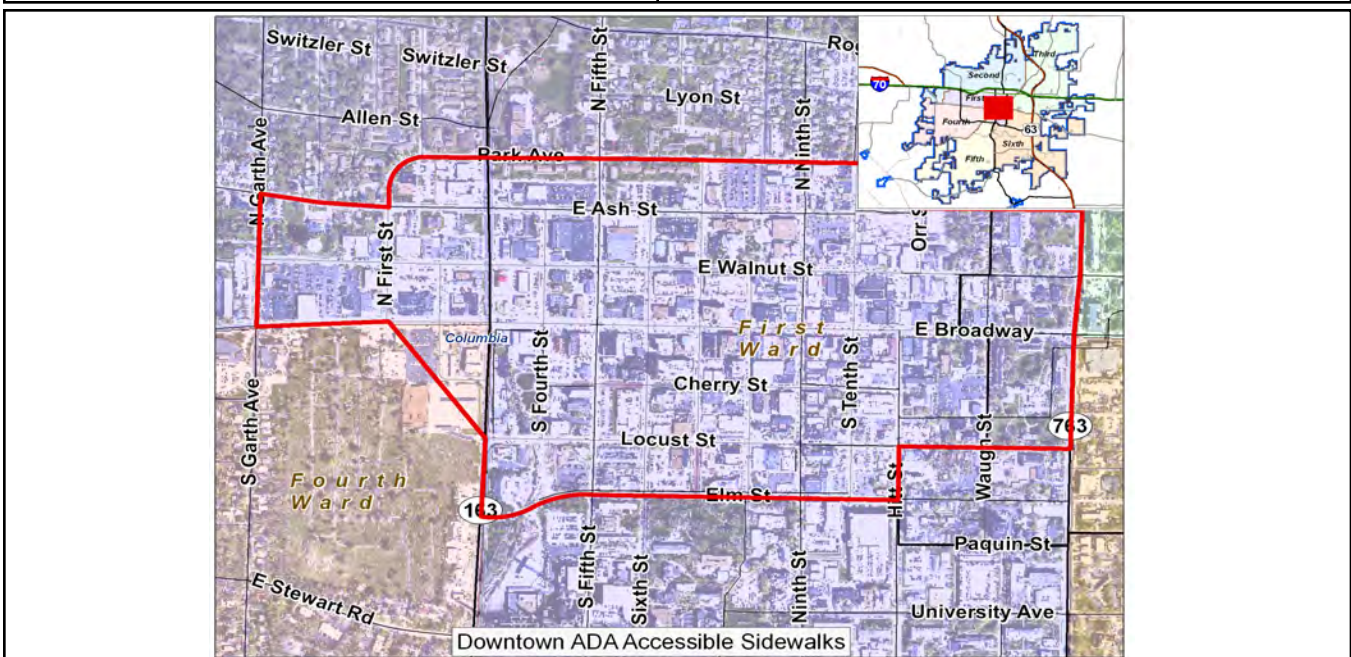 Switzler St
Switzler St
N Fifth St
Lyon St
Allen St
Park Ave
N Ninth St
N Garth Ave
E Ash St
N First St
E Walnut St
First
Ward
E Broadway
Columbia
S Fourth St
Cherry St
S Tenth St
Locust St
S Garth Ave
Waugh St
763
Fourth
Ward
163
Elm St
Hitt St
Paquin St
S Fifth St
Sixth St
Ninth St
E Stewart Rd
University Ave
Downtown ADA Accessible Sidewalks
Third
Second
70
First
Fourth
63
Sixth
Fifth